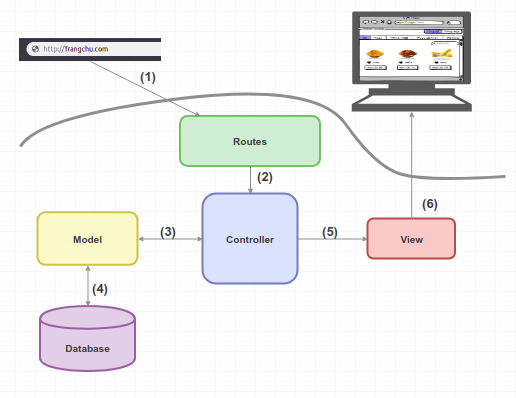 http://Trangchu.com
(1)
Routes
(2)
Model
(3)
Controller
(5)
View
(6)
(4)
Database